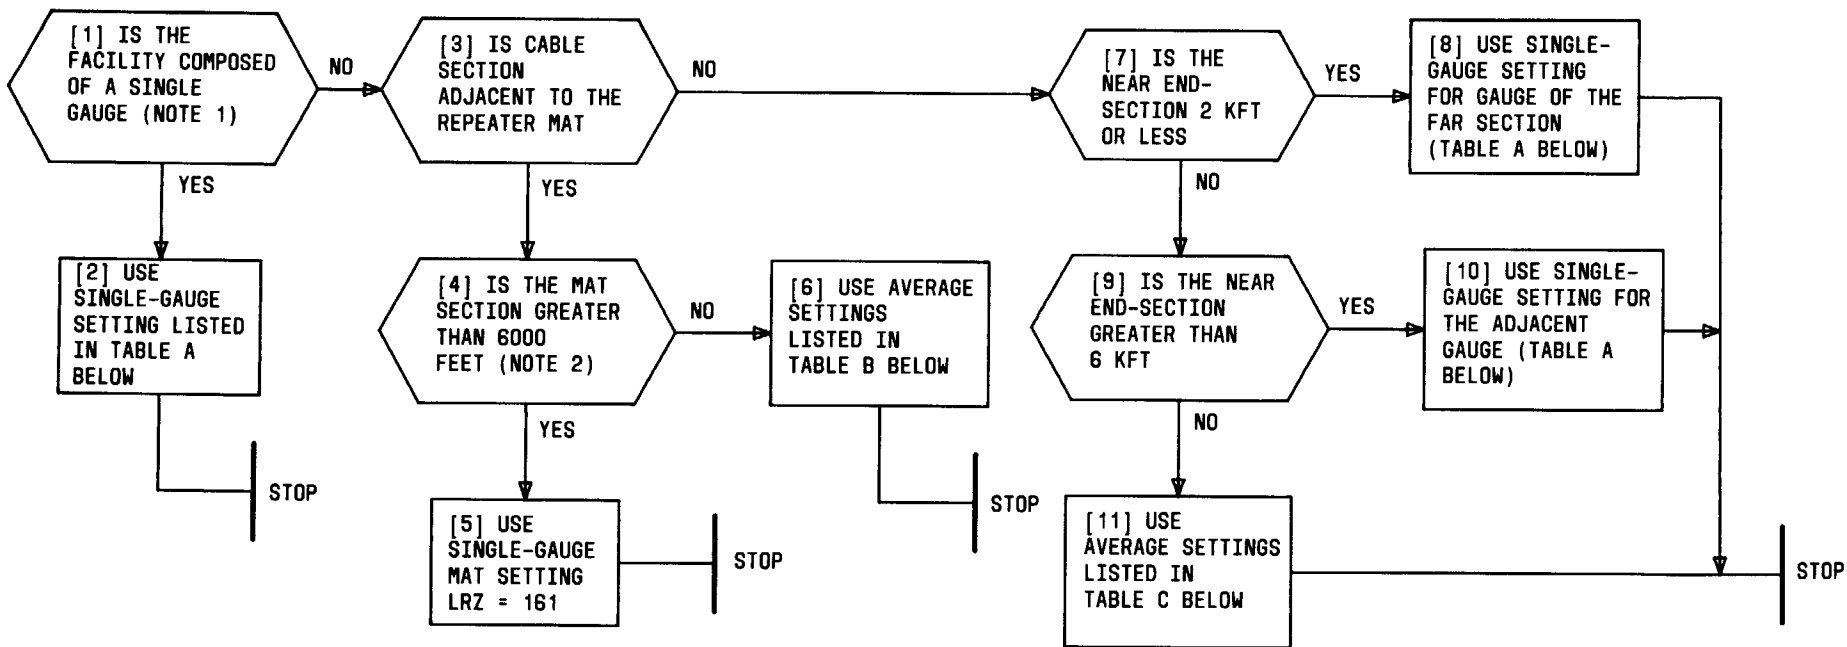 [1] IS THE
FACILITY COMPOSED
OF A SINGLE
GAUGE (NOTE 1)
NO
YES
[2] USE
SINGLE-GAUGE
SETTING LISTED
IN TABLE A
BELOW
STOP
[3] IS CABLE
SECTION
ADJACENT TO THE
REPEATER MAT
NO
YES
[4] IS THE MAT
SECTION GREATER
THAN 6000
FEET (NOTE 2)
NO
YES
[5] USE
SINGLE-GAUGE
MAT SETTING
LRZ = 161
STOP
[6] USE AVERAGE
SETTINGS
LISTED IN
TABLE B BELOW
STOP
[7] IS THE
NEAR END-
SECTION 2 KFT
OR LESS
YES
NO
[8] USE SINGLE-
GAUGE SETTING
FOR GAUGE OF THE
FAR SECTION
(TABLE A BELOW)
[9] IS THE NEAR
END-SECTION
GREATER THAN
6 KFT
YES
NO
[10] USE SINGLE-
GAUGE SETTING FOR
THE ADJACENT
GAUGE (TABLE A
BELOW)
[11] USE
AVERAGE SETTINGS
LISTED IN
TABLE C BELOW
STOP